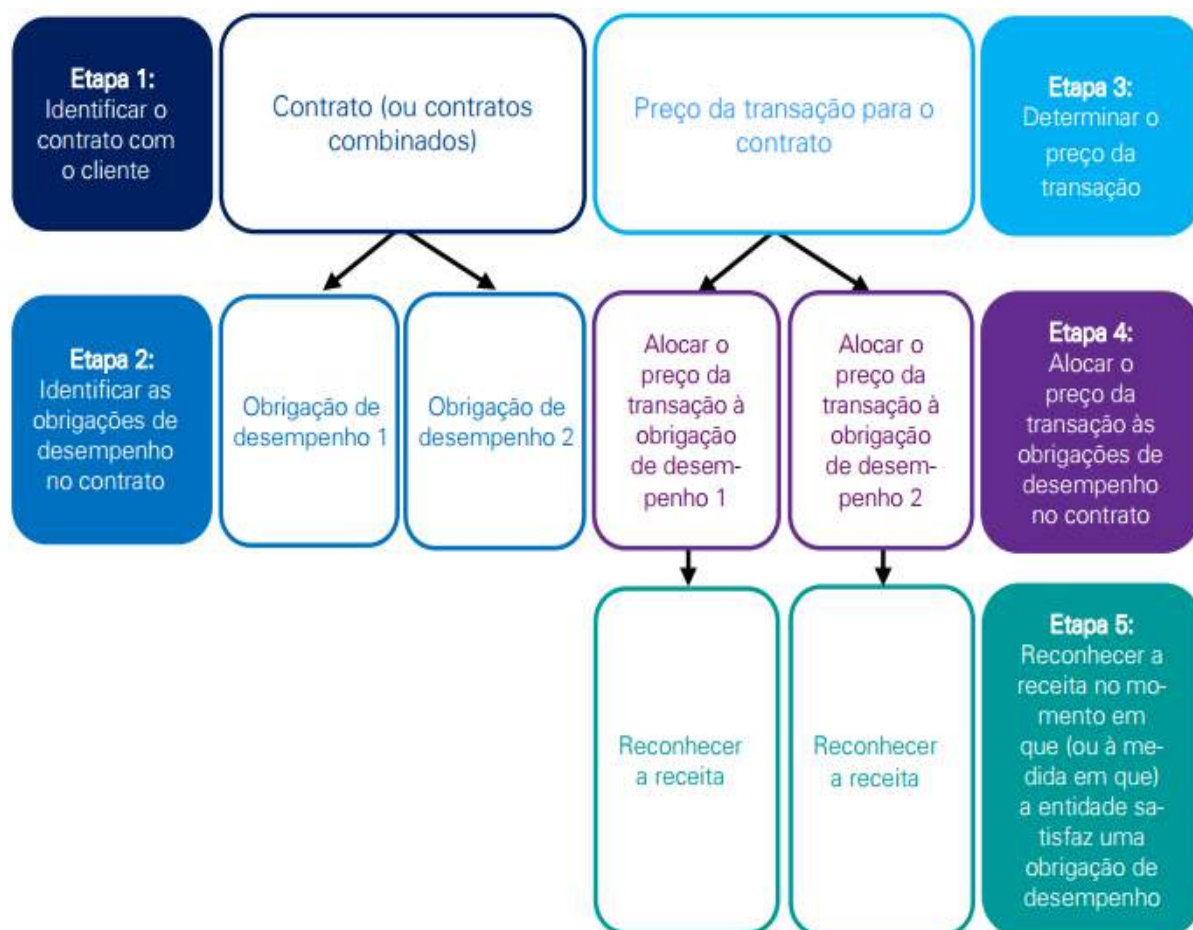 Etapa 1:
Identificar o
contrato com
o cliente
Contrato (ou contratos
combinados)
Preço da transação para o
contrato
Etapa 3:
Determinar o
preço da
transação
Etapa 2:
Identificar as
obrigações de
desempenho
no contrato
Obrigação de
desempenho 1
Obrigação de
desempenho 2
Alocar o
preço da
transação à
obrigação
de desem-
penho 1
Alocar o
preço da
transação à
obrigação
de desem-
penho 2
Etapa 4:
Alocar o
preço da
transação às
obrigações de
desempenho
no contrato
Reconhecer
a receita
Reconhecer
a receita
Etapa 5:
Reconhecer a
receita no mo-
mento em
que (ou à me-
dida em que)
a entidade sa-
tisfaz uma
obrigação de
desempenho